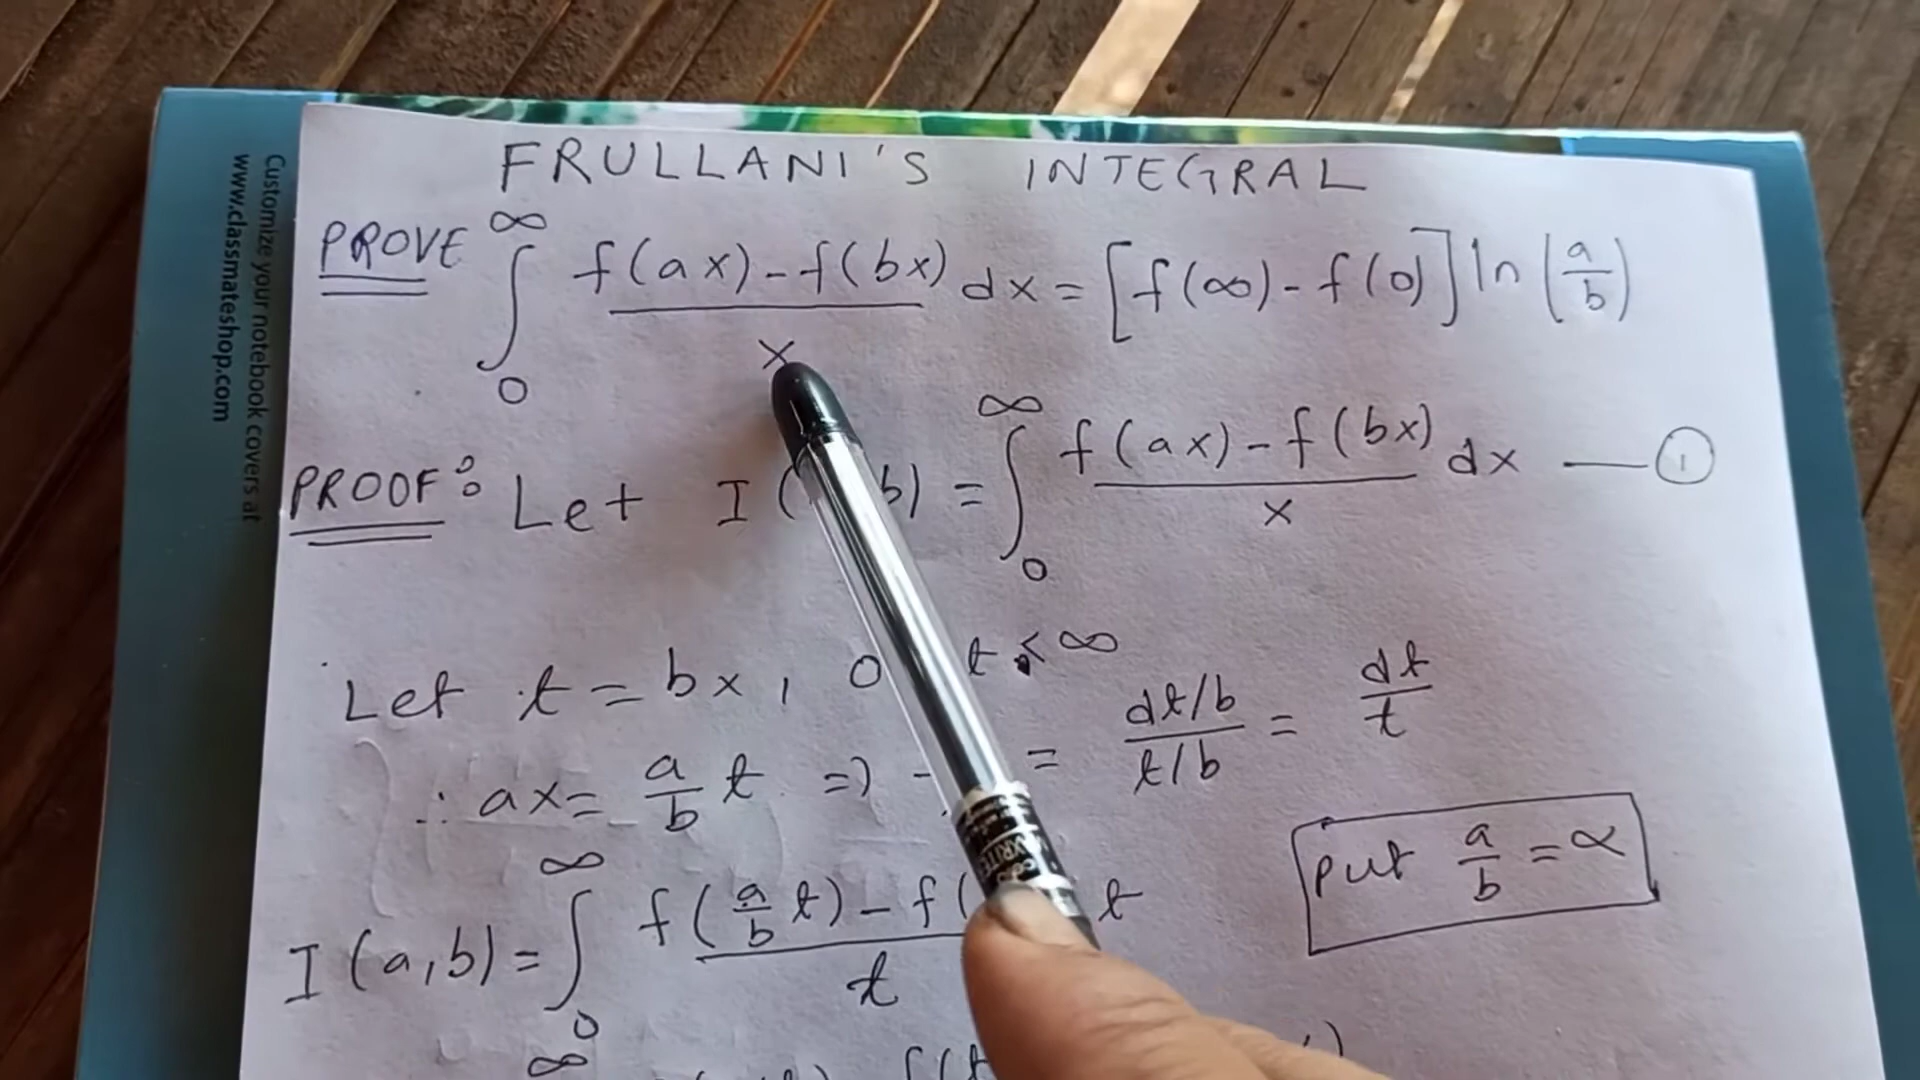 FRULLANI'S INTEGRAL
PROVE ∫₀^∞ (f(ax)-f(bx))/x dx = [f(∞)-f(0)] ln(a/b)
PROOF: Let I( b) = ∫₀^∞ (f(ax)-f(bx))/x dx — ①
Let t = bx, 0 t < ∞
∴ ax = a/b t ⇒ = (dt/b)/(t/b) = dt/t
put a/b = α
I(a,b) = ∫₀^∞ (f(a/b t) - f( t)/t
∞
Customize your notebook covers at
www.classmateshop.com